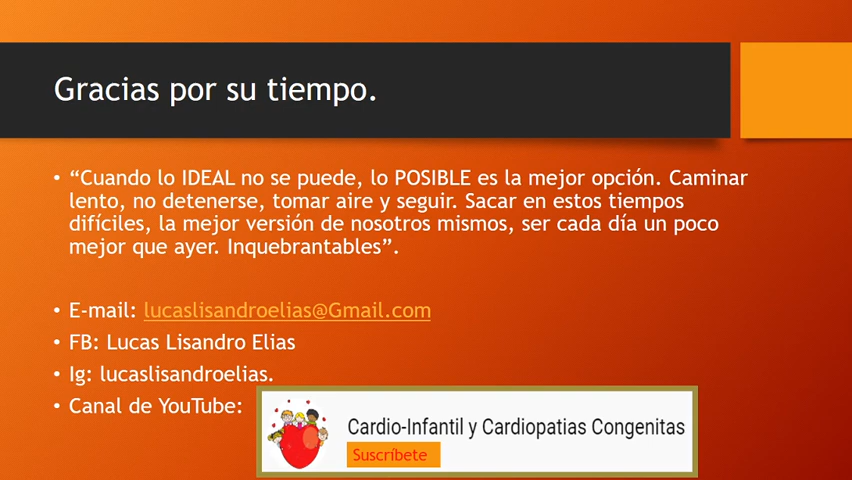 Gracias por su tiempo.
• “Cuando lo IDEAL no se puede, lo POSIBLE es la mejor opción. Caminar
lento, no detenerse, tomar aire y seguir. Sacar en estos tiempos
difíciles, la mejor versión de nosotros mismos, ser cada día un poco
mejor que ayer. Inquebrantables”.
• E-mail: lucaslisandroelias@Gmail.com
• FB: Lucas Lisandro Elias
• Ig: lucaslisandroelias.
• Canal de YouTube:
Cardio-Infantil y Cardiopatias Congenitas
Suscríbete